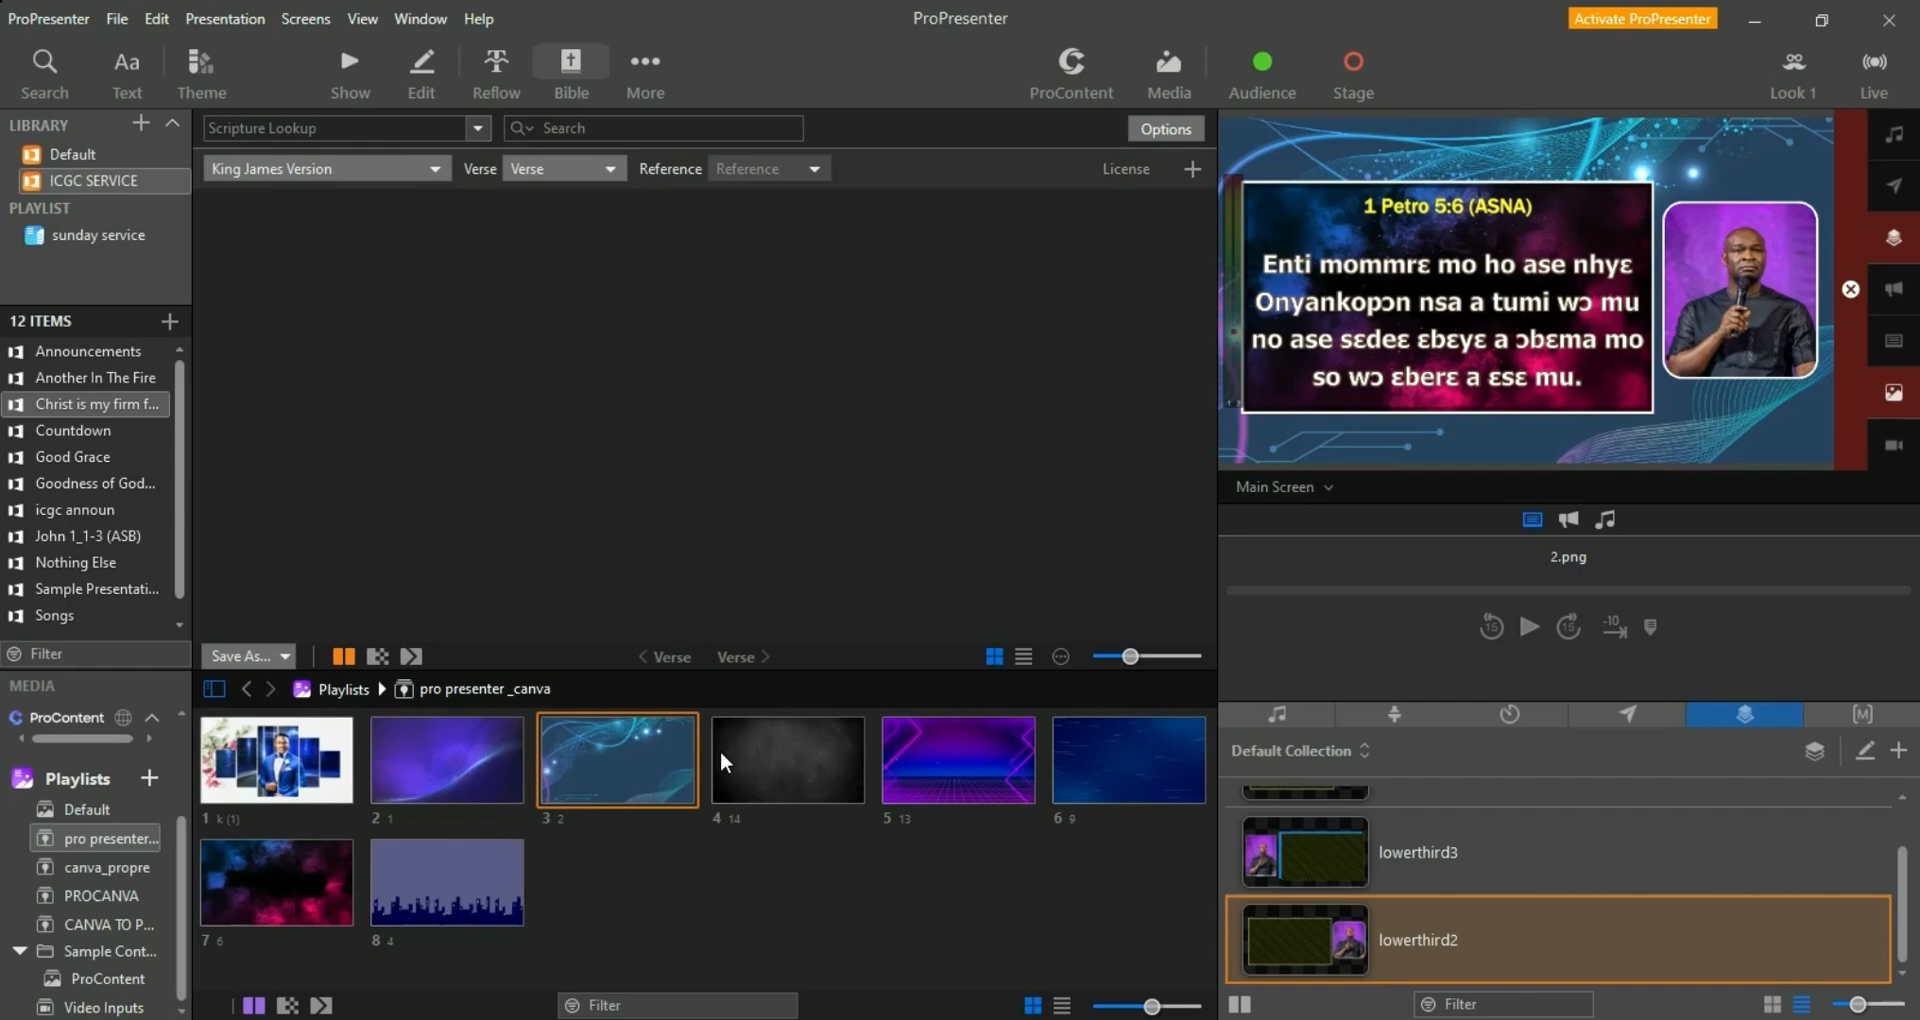 ProPresenter File Edit Presentation Screens View Window Help
ProPresenter
Activate ProPresenter
Search Text Theme Show Edit Reflow Bible More ProContent Media Audience Stage Look 1 Live
LIBRARY
Default
ICGC SERVICE
PLAYLIST
sunday service
12 ITEMS
Announcements
Another In The Fire
Christ is my firm f...
Countdown
Good Grace
Goodness of God...
icgc announ
John 1_1-3 (ASB)
Nothing Else
Sample Presentati...
Songs
Filter
MEDIA
ProContent
Playlists
Default
pro presenter...
canva_propre
PROCANVA
CANVA TO P...
Sample Cont...
ProContent
Video Inputs
Scripture Lookup Search Options
King James Version Verse Verse Reference Reference License
Save As... Verse Verse
Playlists pro presenter _canva
1 k (1) 2 1 3 2 4 14 5 13 6 9
7 6 8 4
Filter
1 Petro 5:6 (ASNA)
Enti mommrɛ mo ho ase nhyɛ
Onyankopɔn nsa a tumi wɔ mu
no ase sɛdeɛ ɛbɛyɛ a ɔbɛma mo
so wɔ ɛberɛ a ɛsɛ mu.
Main Screen
2.png
15 15 -10
[M]
Default Collection
lowerthird3
lowerthird2
Filter